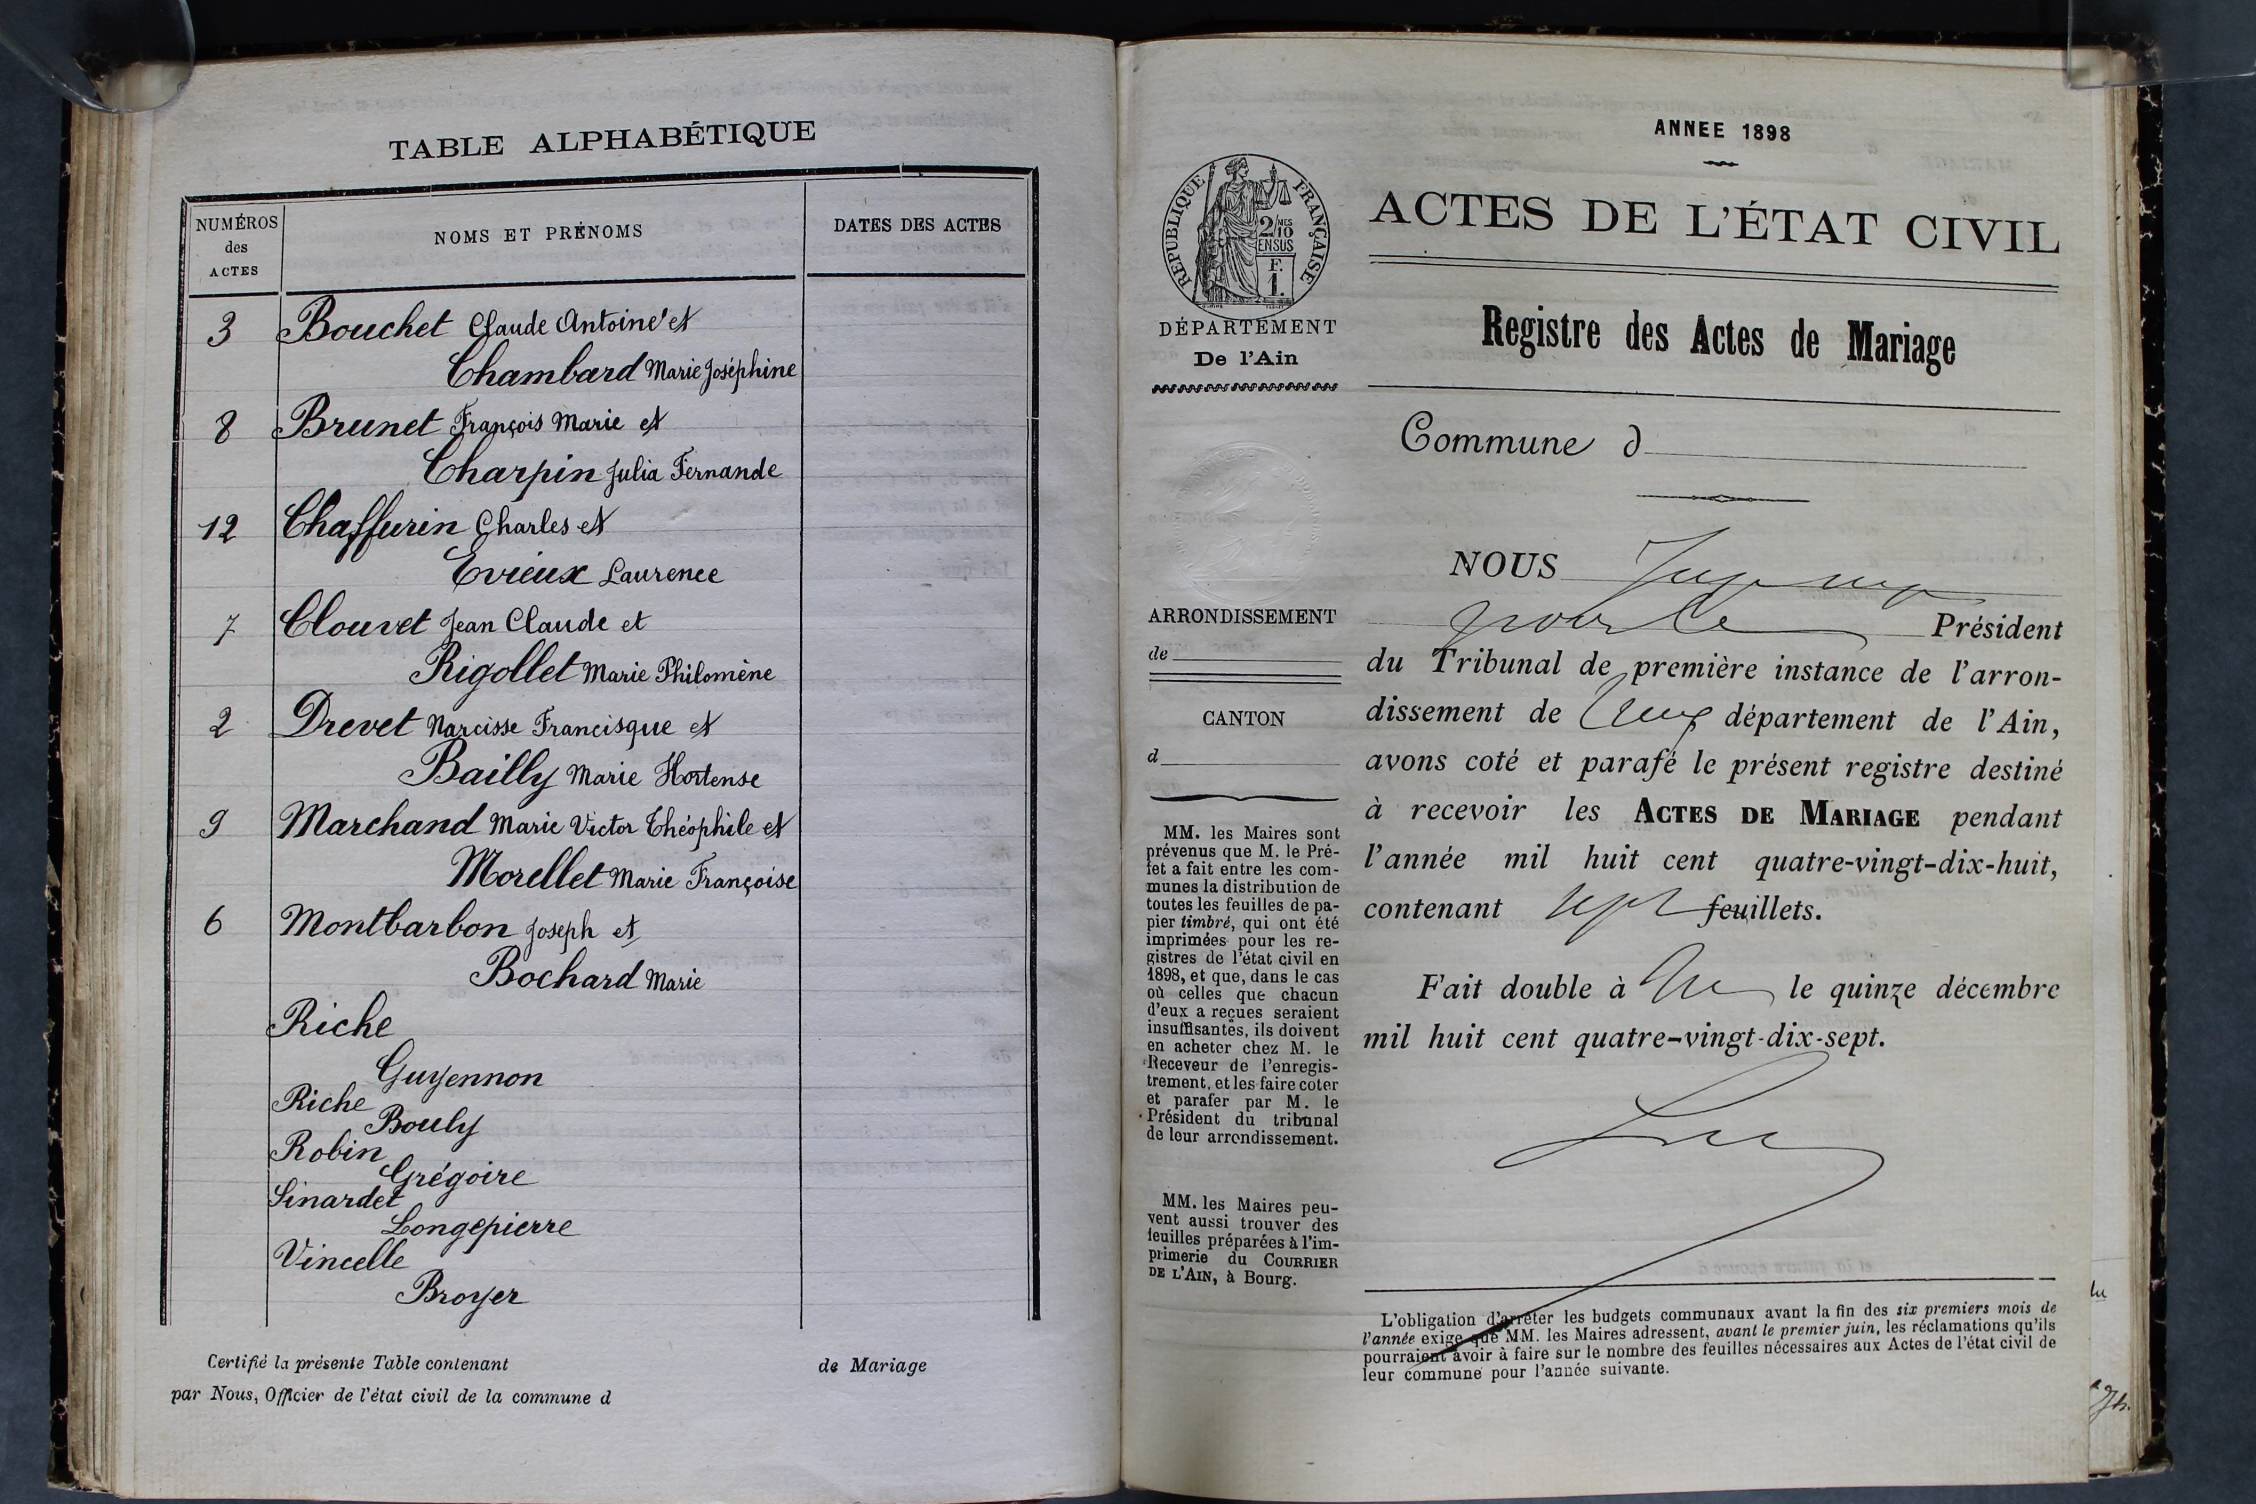 TABLE ALPHABÉTIQUE
NUMÉROS
des
ACTES
NOMS ET PRÉNOMS
DATES DES ACTES
3 Bouchet Claude Antoine et
Chambard Marie Joséphine
8 Brunet François Marie et
Charpin Julia Fernande
12 Chaffurin Charles et
Evieux Laurence
7 Clouvet Jean Claude et
Rigollet Marie Philomène
2 Drevet Narcisse Francisque et
Bailly Marie Hortense
9 Marchand Marie Victor Théophile et
Morellet Marie Françoise
6 Montbarbon Joseph et
Bochard Marie
Riche
Guyennon
Riche
Bouly
Robin
Grégoire
Sinardet
Longepierre
Vincelle
Broyer
Certifié la présente Table contenant de Mariage
par Nous, Officier de l'état civil de la commune d
ANNEE 1898
RÉPUBLIQUE FRANÇAISE
2/10
MES
EN SUS
F.
1.
DÉPARTEMENT
De l'Ain
ARRONDISSEMENT
de
CANTON
d
MM. les Maires sont
prévenus que M. le Pré-
fet a fait entre les com-
munes la distribution de
toutes les feuilles de pa-
pier timbré, qui ont été
imprimées pour les re-
gistres de l'état civil en
1898, et que, dans le cas
où celles que chacun
d'eux a reçues seraient
insuffisantes, ils doivent
en acheter chez M. le
Receveur de l'enregis-
trement, et les faire coter
et parafer par M. le
Président du tribunal
de leur arrondissement.
MM. les Maires peu-
vent aussi trouver des
feuilles préparées à l'im-
primerie du COURRIER
DE L'AIN, à Bourg.
ACTES DE L'ÉTAT CIVIL
Registre des Actes de Mariage
Commune d
NOUS
pour le Président
du Tribunal de première instance de l'arron-
dissement de département de l'Ain,
avons coté et parafé le présent registre destiné
à recevoir les ACTES DE MARIAGE pendant
l'année mil huit cent quatre-vingt-dix-huit,
contenant sept feuillets.
Fait double à le quinze décembre
mil huit cent quatre-vingt-dix-sept.
L'obligation d'arrêter les budgets communaux avant la fin des six premiers mois de
l'année exige que MM. les Maires adressent, avant le premier juin, les réclamations qu'ils
pourraient avoir à faire sur le nombre des feuilles nécessaires aux Actes de l'état civil de
leur commune pour l'année suivante.